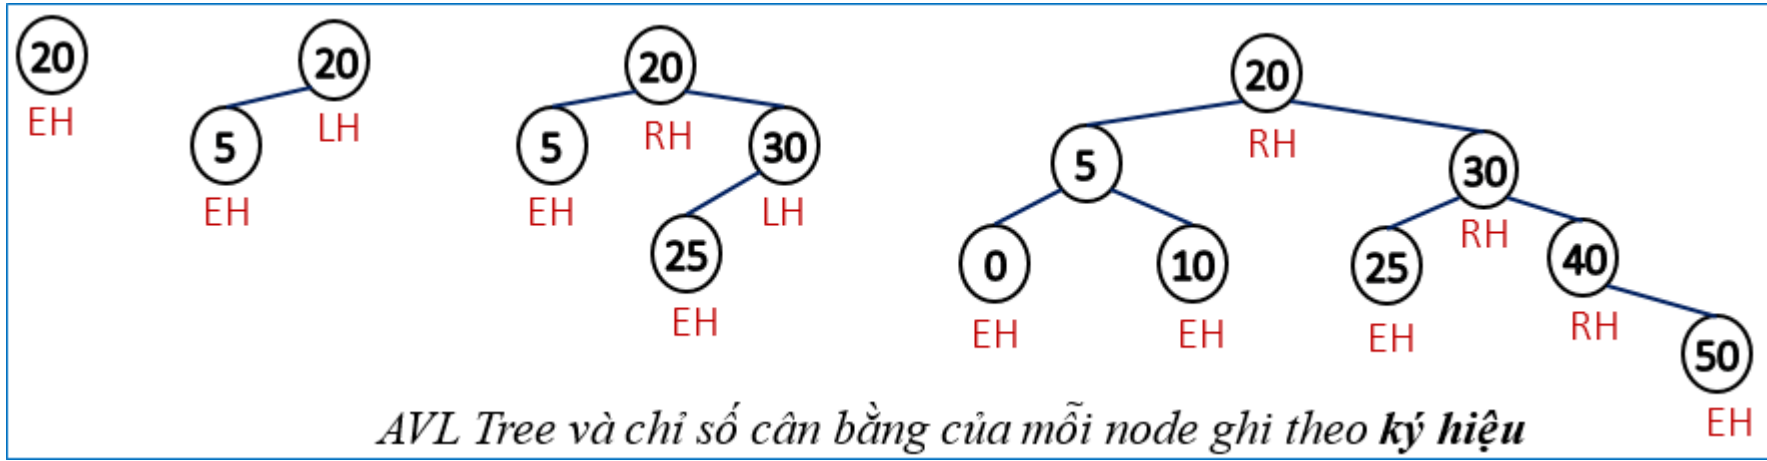 20
EH
20
LH
5
EH
20
RH
5
EH
30
LH
25
EH
20
RH
5
30
RH
0
EH
10
EH
25
EH
40
RH
50
EH
AVL Tree và chỉ số cân bằng của mỗi node ghi theo ký hiệu